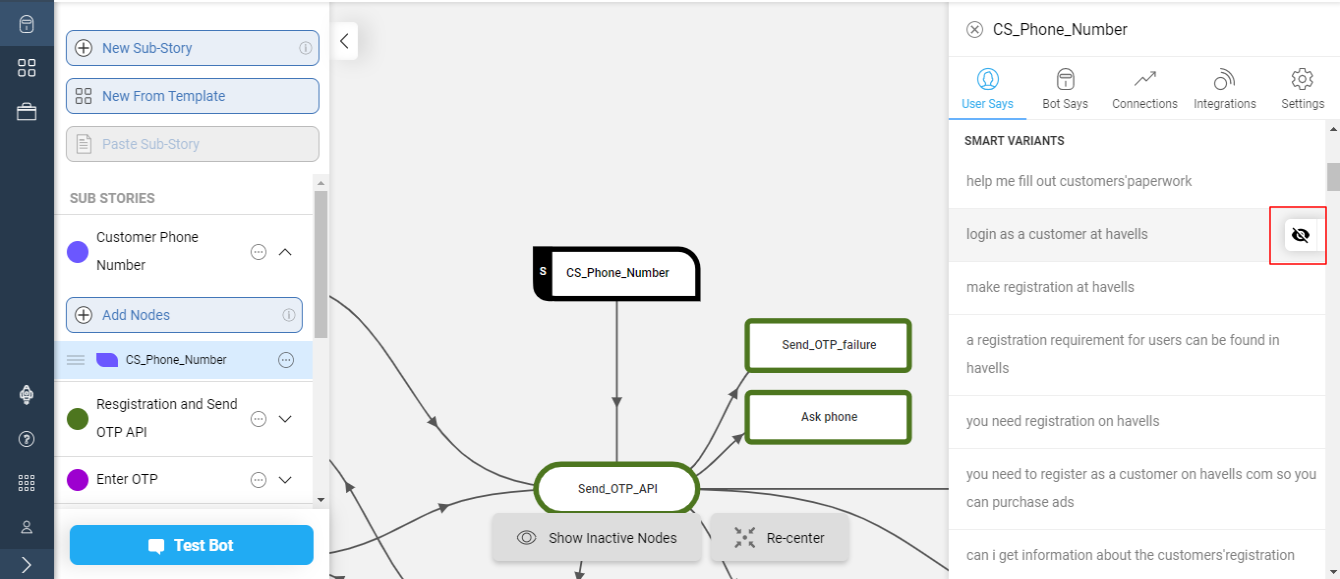 New Sub-Story
New From Template
Paste Sub-Story
SUB STORIES
Customer Phone
Number
Add Nodes
CS_Phone_Number
Resgistration and Send
OTP API
Enter OTP
Test Bot
S
CS_Phone_Number
Send_OTP_failure
Ask phone
Send_OTP_API
Show Inactive Nodes
Re-center
CS_Phone_Number
User Says
Bot Says
Connections
Integrations
Settings
SMART VARIANTS
help me fill out customers'paperwork
login as a customer at havells
make registration at havells
a registration requirement for users can be found in
havells
you need registration on havells
you need to register as a customer on havells com so you
can purchase ads
can i get information about the customers'registration